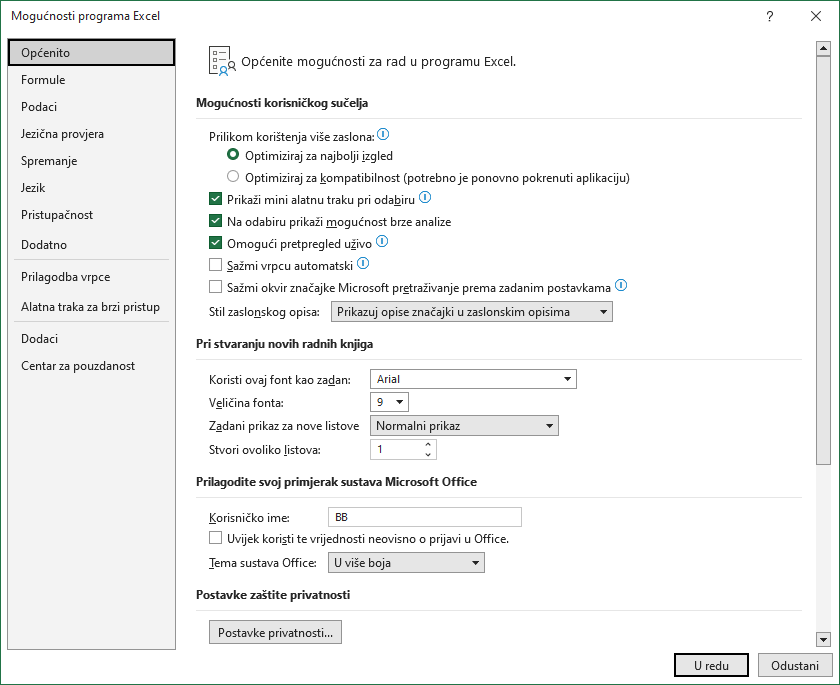 Mogućnosti programa Excel
?
Općenito
Formule
Podaci
Jezična provjera
Spremanje
Jezik
Pristupačnost
Dodatno
Prilagodba vrpce
Alatna traka za brzi pristup
Dodaci
Centar za pouzdanost
Općenite mogućnosti za rad u programu Excel.
Mogućnosti korisničkog sučelja
Prilikom korištenja više zaslona:
Optimiziraj za najbolji izgled
Optimiziraj za kompatibilnost (potrebno je ponovno pokrenuti aplikaciju)
Prikaži mini alatnu traku pri odabiru
Na odabiru prikaži mogućnost brze analize
Omogući pretpregled uživo
Sažmi vrpcu automatski
Sažmi okvir značajke Microsoft pretraživanje prema zadanim postavkama
Stil zaslonskog opisa: Prikazuj opise značajki u zaslonskim opisima
Pri stvaranju novih radnih knjiga
Koristi ovaj font kao zadan: Arial
Veličina fonta: 9
Zadani prikaz za nove listove Normalni prikaz
Stvori ovoliko listova: 1
Prilagodite svoj primjerak sustava Microsoft Office
Korisničko ime: BB
Uvijek koristi te vrijednosti neovisno o prijavi u Office.
Tema sustava Office: U više boja
Postavke zaštite privatnosti
Postavke privatnosti...
U redu Odustani